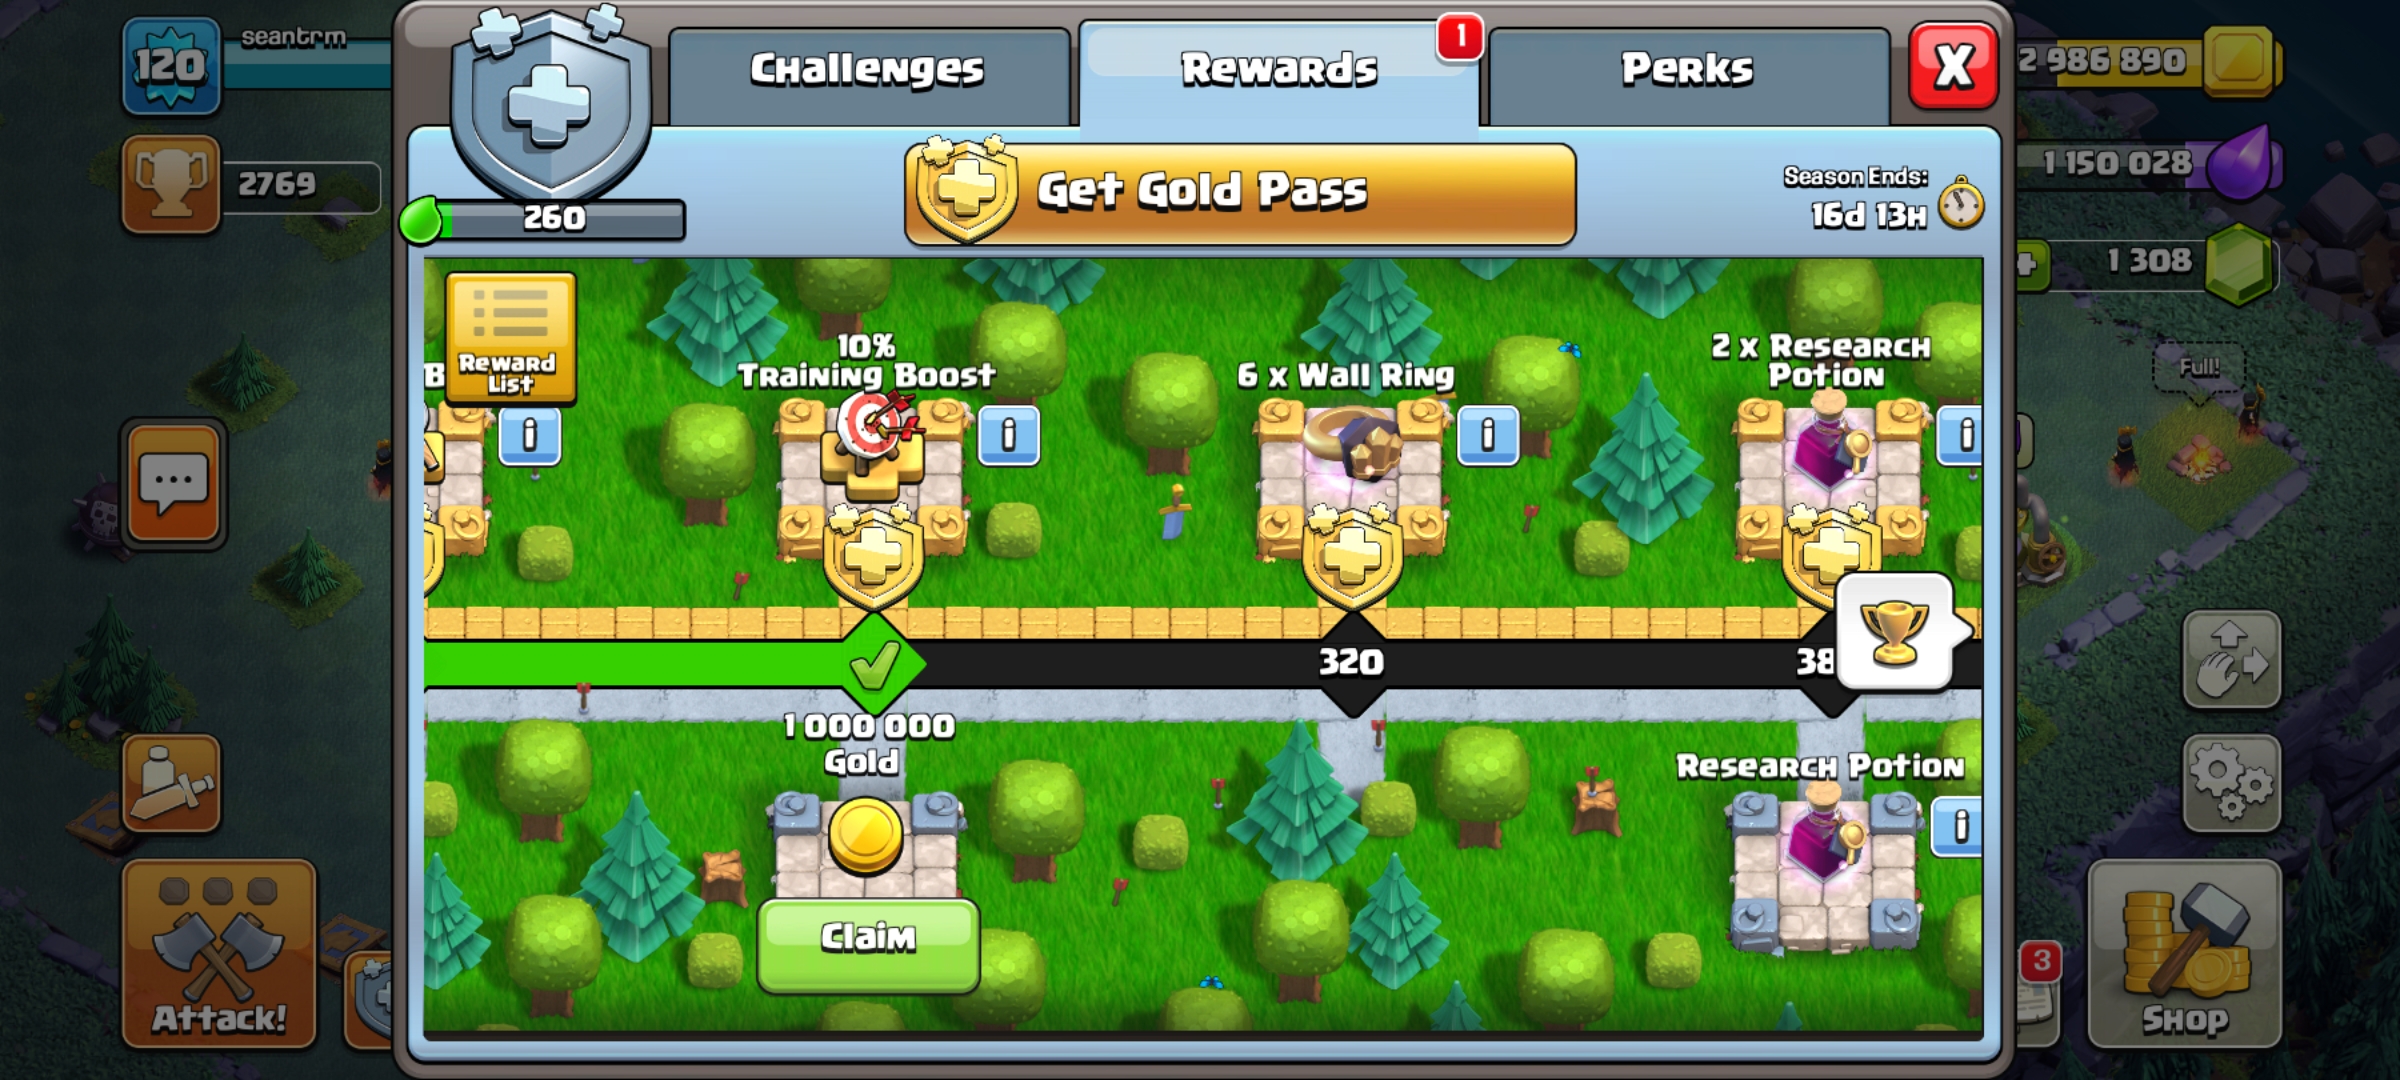 120
seantrm
2769
Challenges
Rewards
1
Perks
X
2 986 890
Get Gold Pass
Season Ends:
16d 13h
1 150 028
260
1 308
Reward
List
10%
Training Boost
6 x Wall Ring
2 x Research
Potion
Full!
B
i
i
i
i
320
38
1 000 000
Gold
Research Potion
i
Claim
3
Attack!
Shop